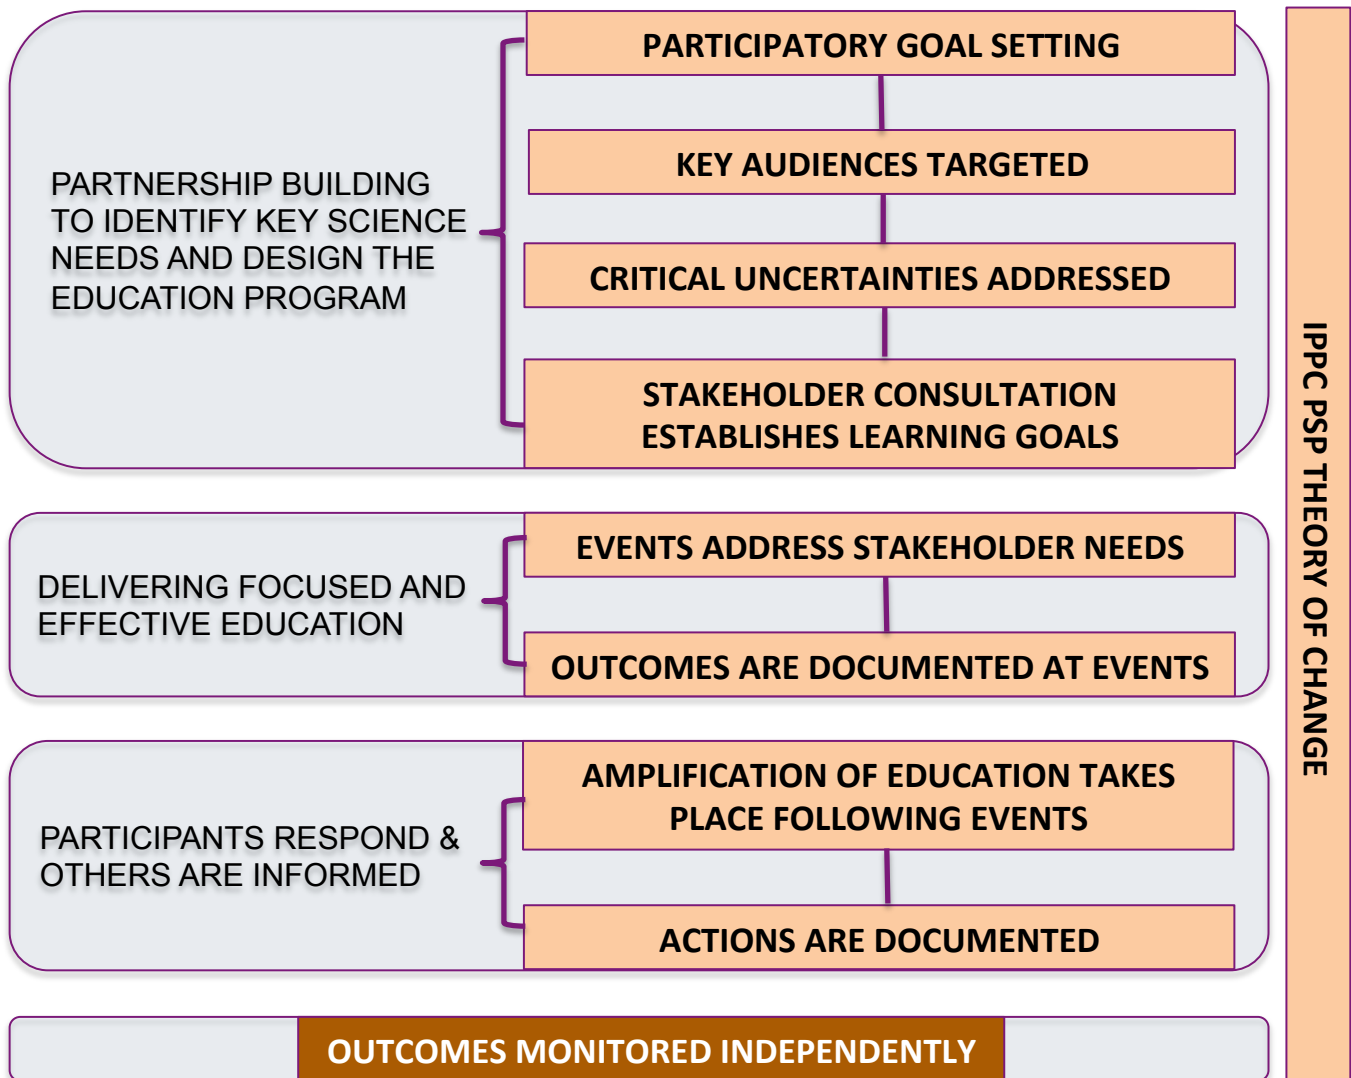 PARTICIPATORY GOAL SETTING
KEY AUDIENCES TARGETED
PARTNERSHIP BUILDING
TO IDENTIFY KEY SCIENCE
NEEDS AND DESIGN THE
EDUCATION PROGRAM
CRITICAL UNCERTAINTIES ADDRESSED
STAKEHOLDER CONSULTATION
ESTABLISHES LEARNING GOALS
EVENTS ADDRESS STAKEHOLDER NEEDS
DELIVERING FOCUSED AND
EFFECTIVE EDUCATION
OUTCOMES ARE DOCUMENTED AT EVENTS
AMPLIFICATION OF EDUCATION TAKES
PLACE FOLLOWING EVENTS
PARTICIPANTS RESPOND &
OTHERS ARE INFORMED
ACTIONS ARE DOCUMENTED
OUTCOMES MONITORED INDEPENDENTLY
IPPC PSP THEORY OF CHANGE